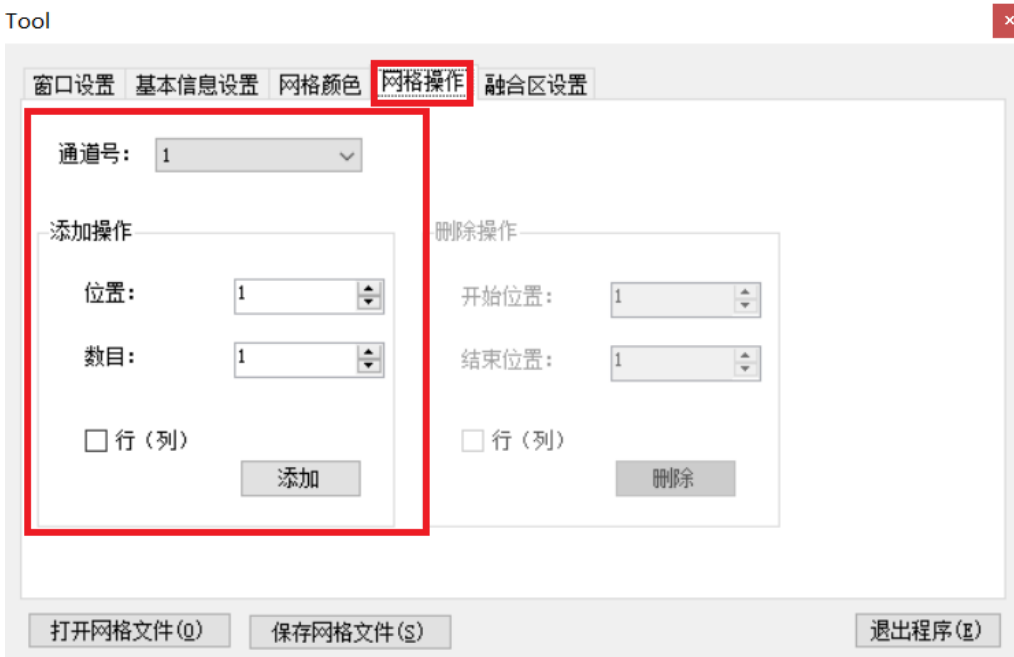 Tool
窗口设置 基本信息设置 网格颜色 网格操作 融合区设置
通道号： 1
添加操作 删除操作
位置： 1 开始位置： 1
数目： 1 结束位置： 1
行（列） 行（列）
添加 删除
打开网格文件(O) 保存网格文件(S) 退出程序(E)